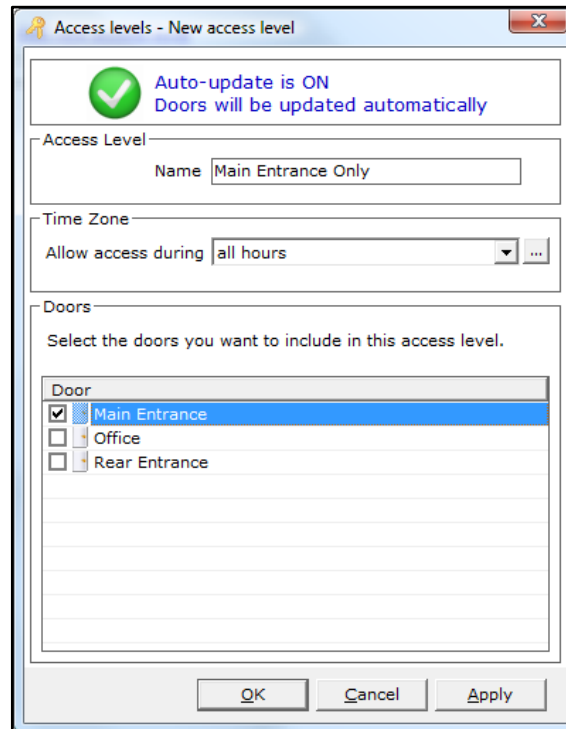 Access levels - New access level
Auto-update is ON
Doors will be updated automatically
Access Level
Name Main Entrance Only
Time Zone
Allow access during all hours ...
Doors
Select the doors you want to include in this access level.
Door
Main Entrance
Office
Rear Entrance
OK Cancel Apply